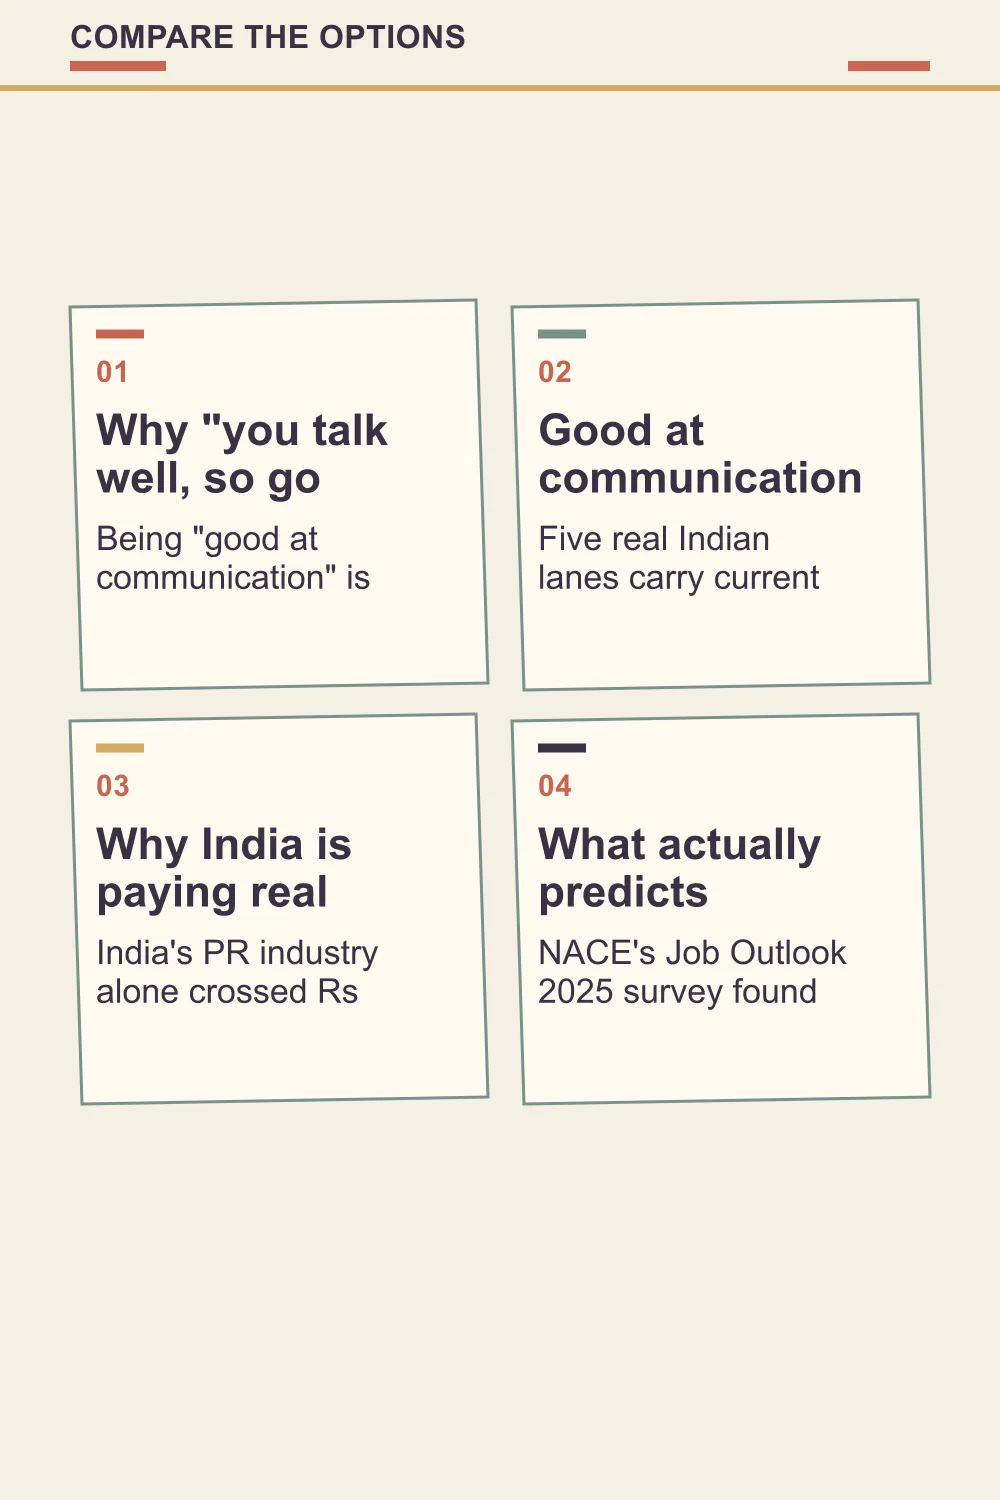 COMPARE THE OPTIONS
01
Why "you talk
well, so go
Being "good at
communication" is
02
Good at
communication
Five real Indian
lanes carry current
03
Why India is
paying real
India's PR industry
alone crossed Rs
04
What actually
predicts
NACE's Job Outlook
2025 survey found